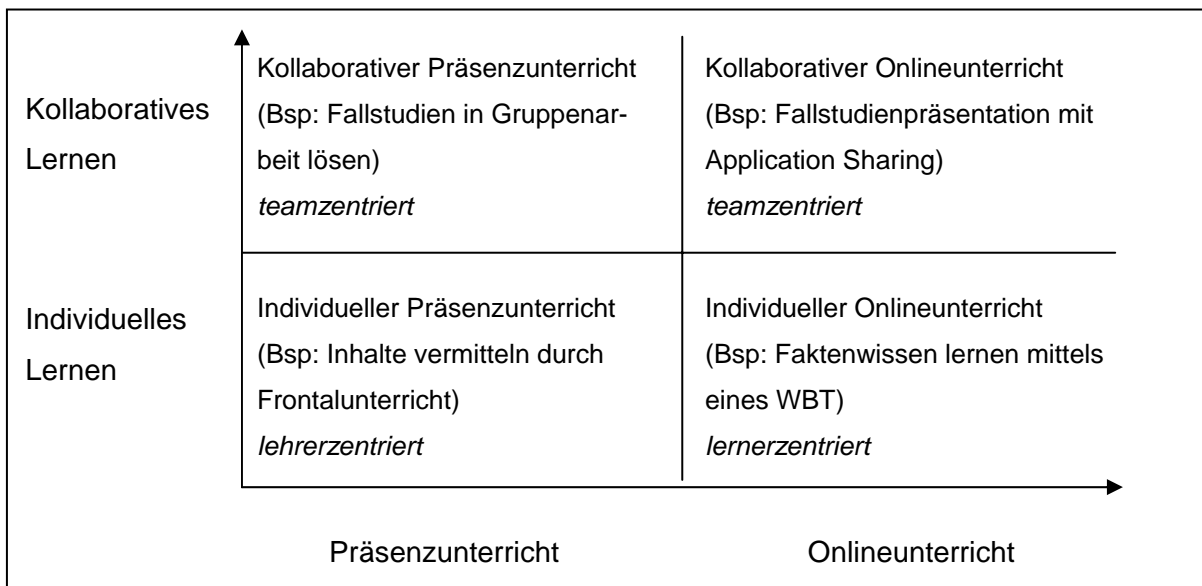 Kollaboratives
Lernen
Kollaborativer Präsenzunterricht
(Bsp: Fallstudien in Gruppenar-
beit lösen)
teamzentriert
Kollaborativer Onlineunterricht
(Bsp: Fallstudienpräsentation mit
Application Sharing)
teamzentriert
Individuelles
Lernen
Individueller Präsenzunterricht
(Bsp: Inhalte vermitteln durch
Frontalunterricht)
lehrerzentriert
Individueller Onlineunterricht
(Bsp: Faktenwissen lernen mittels
eines WBT)
lernerzentriert
Präsenzunterricht
Onlineunterricht